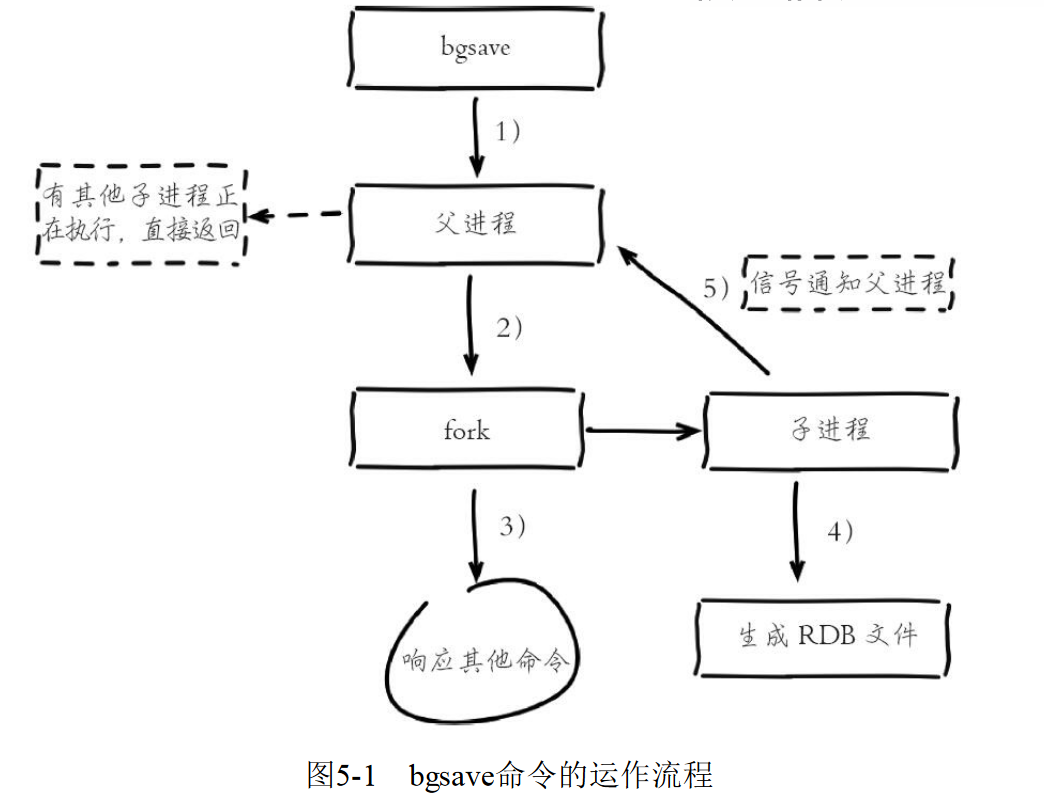 bgsave
1)
有其他子进程正
在执行，直接返回
父进程
5)
信号通知父进程
2)
fork
子进程
3)
4)
响应其他命令
生成 RDB 文件
图5-1 bgsave命令的运作流程